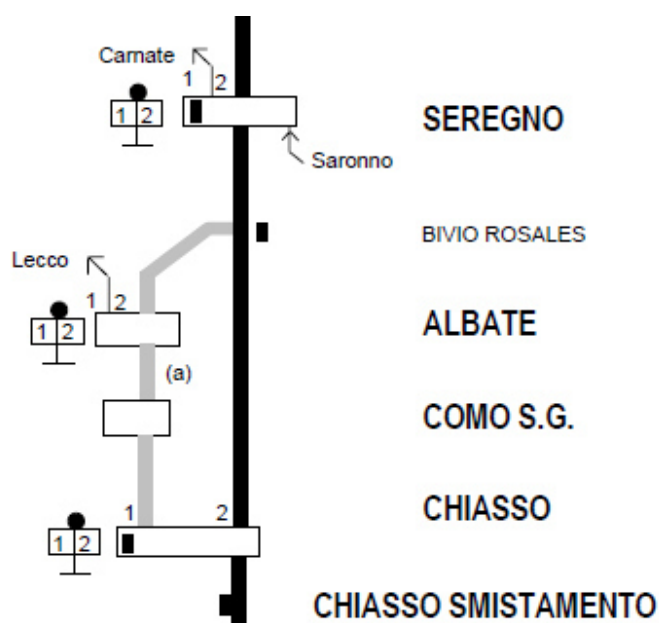 Carnate
1 2
1 2
SEREGNO
Saronno
BIVIO ROSALES
Lecco
1 2
1 2
ALBATE
(a)
COMO S.G.
CHIASSO
1 2
1 2
CHIASSO SMISTAMENTO